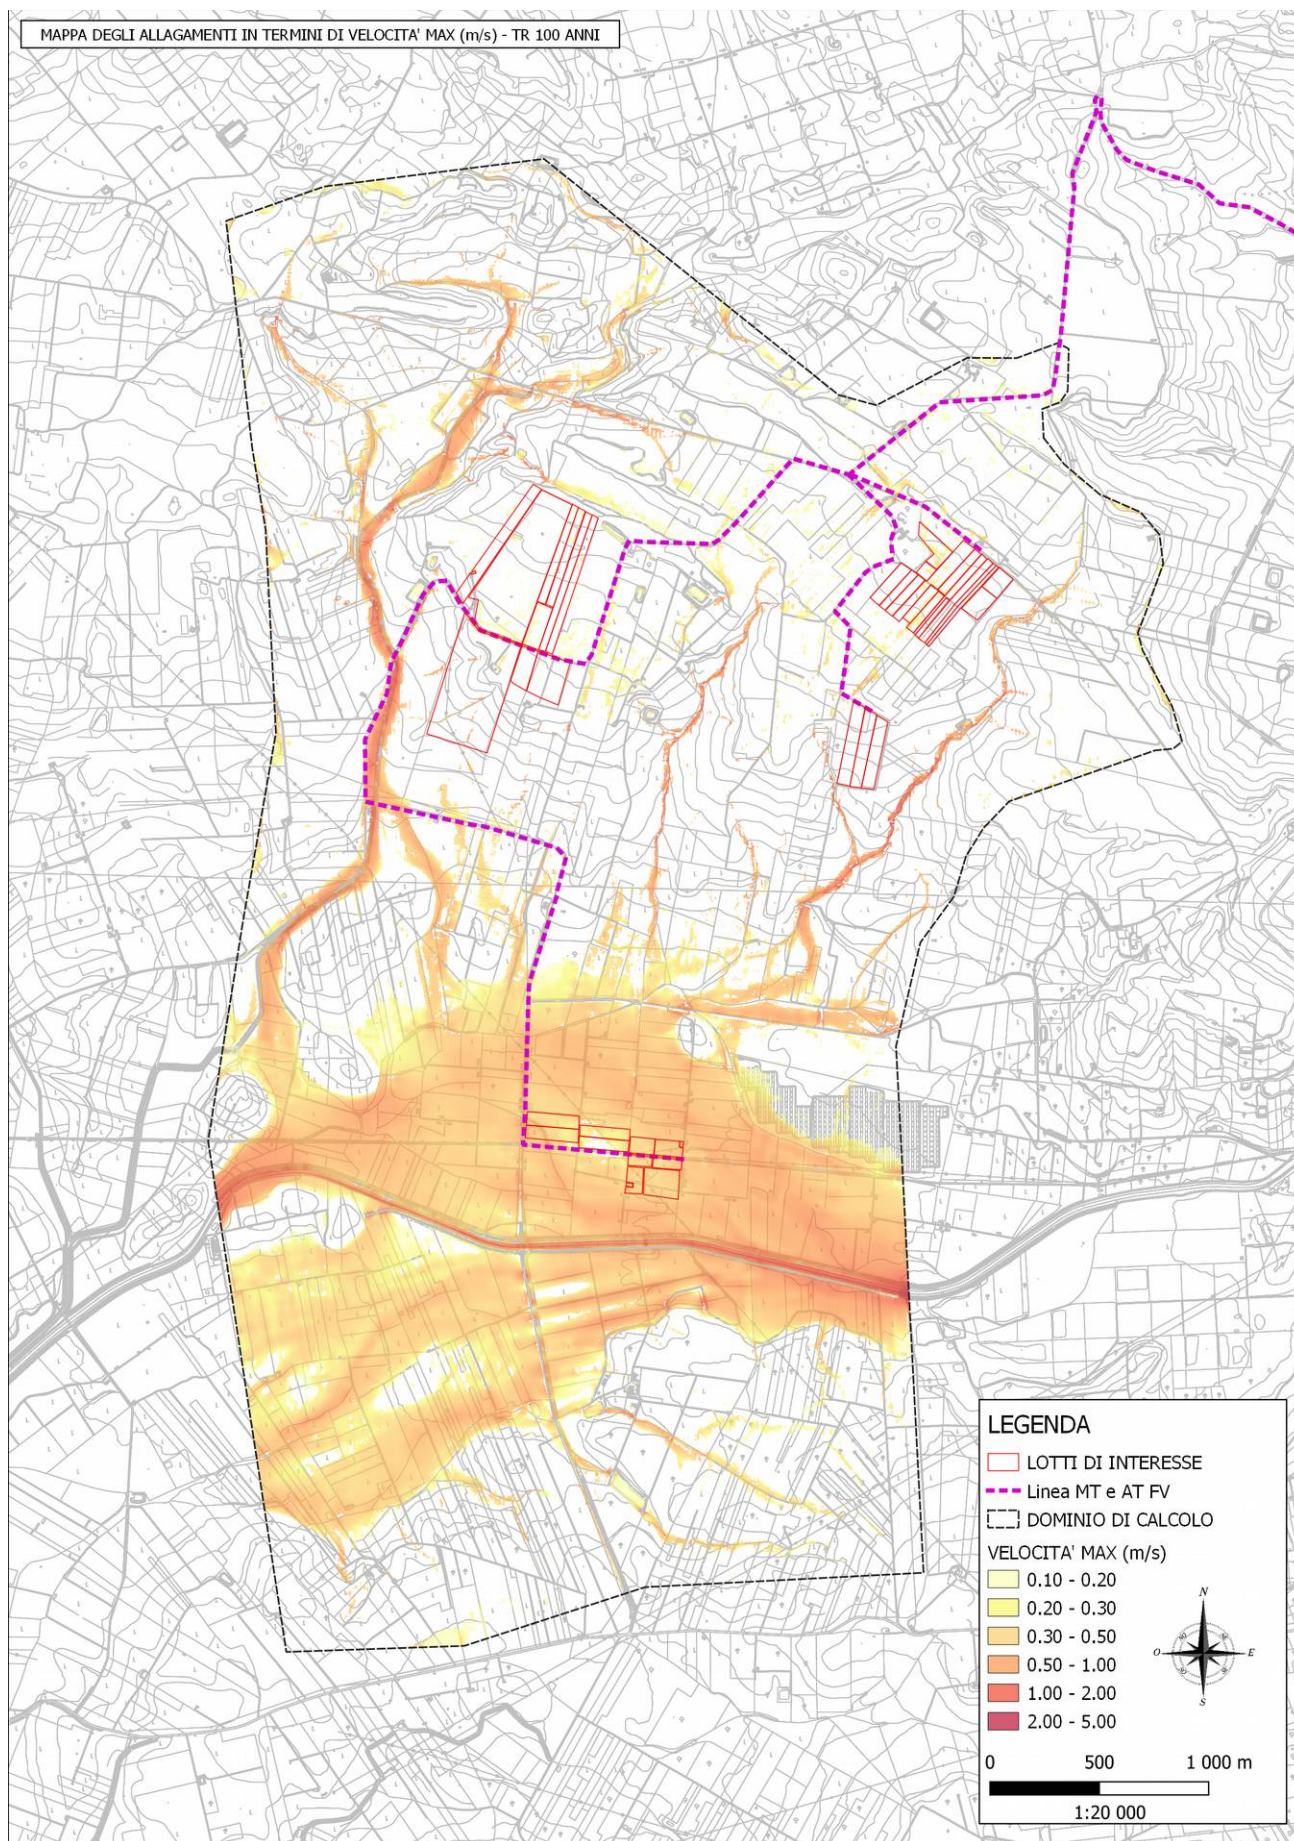 MAPPA DEGLI ALLAGAMENTI IN TERMINI DI VELOCITA' MAX (m/s) - TR 100 ANNI
LEGENDA
LOTTI DI INTERESSE
Linea MT e AT FV
DOMINIO DI CALCOLO
VELOCITA' MAX (m/s)
0.10 - 0.20
0.20 - 0.30
0.30 - 0.50
0.50 - 1.00
1.00 - 2.00
2.00 - 5.00
N
O
E
S
0 500 1 000 m
1:20 000